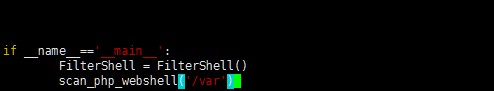 if __name__=='__main__':
        FilterShell = FilterShell()
        scan_php_webshell('/var')